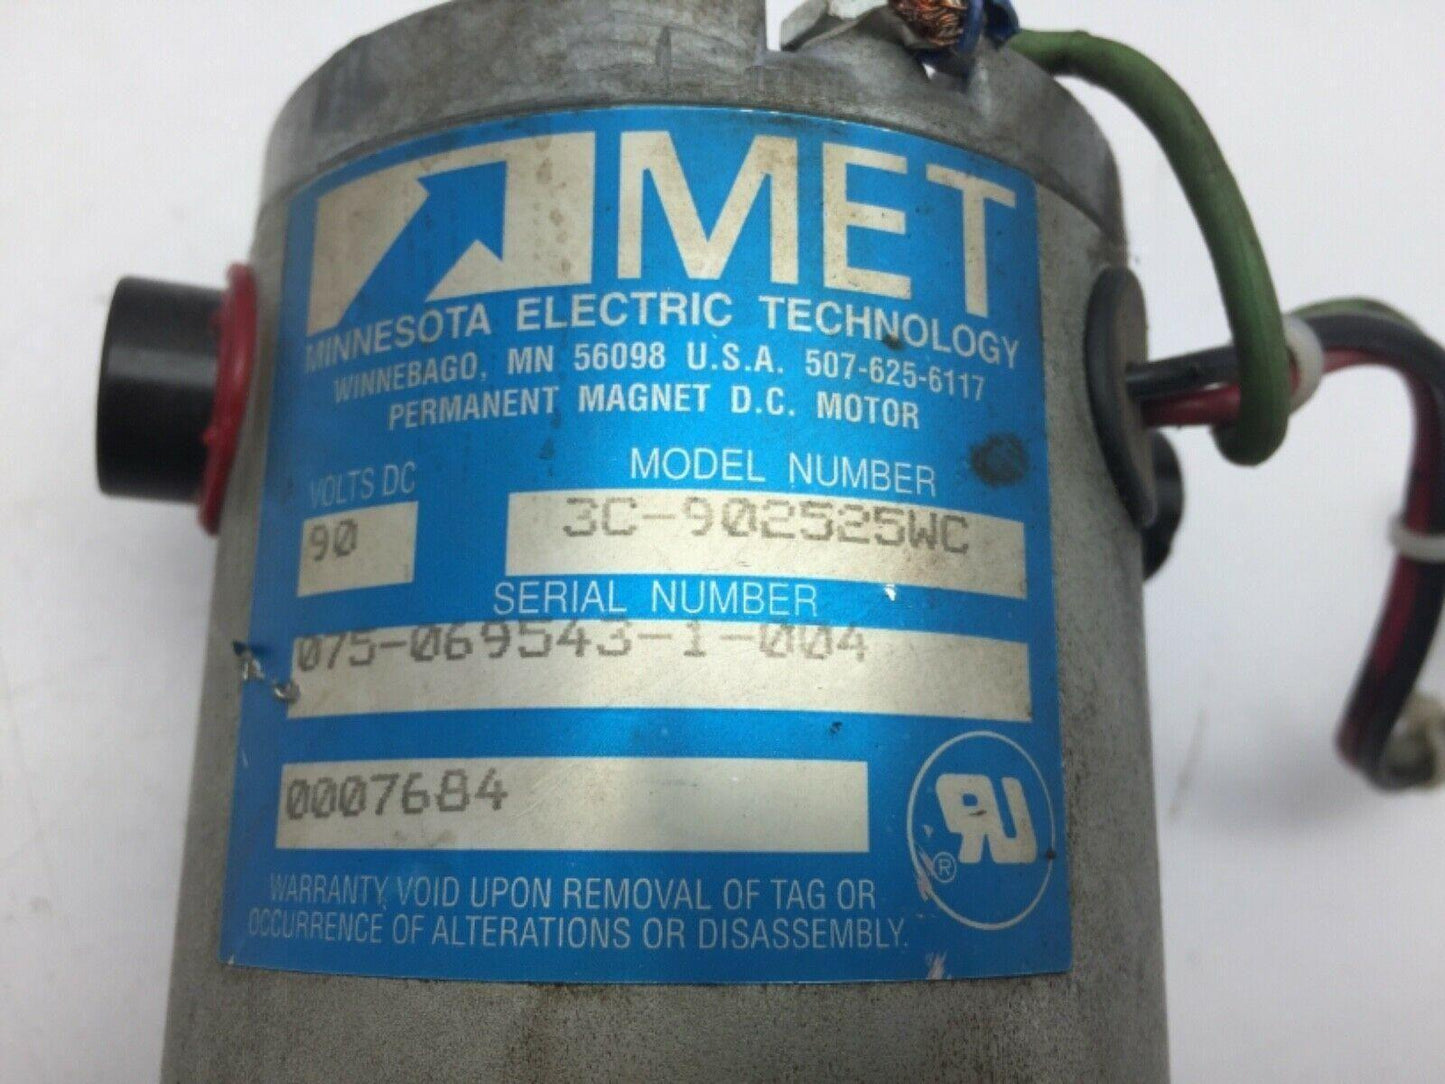 MET
MINNESOTA ELECTRIC TECHNOLOGY
WINNEBAGO, MN 56098 U.S.A. 507-625-6117
PERMANENT MAGNET D.C. MOTOR
VOLTS DC
90
MODEL NUMBER
3C-902525WC
SERIAL NUMBER
075-069543-1-004
0007684
RU
®
WARRANTY VOID UPON REMOVAL OF TAG OR
OCCURRENCE OF ALTERATIONS OR DISASSEMBLY.